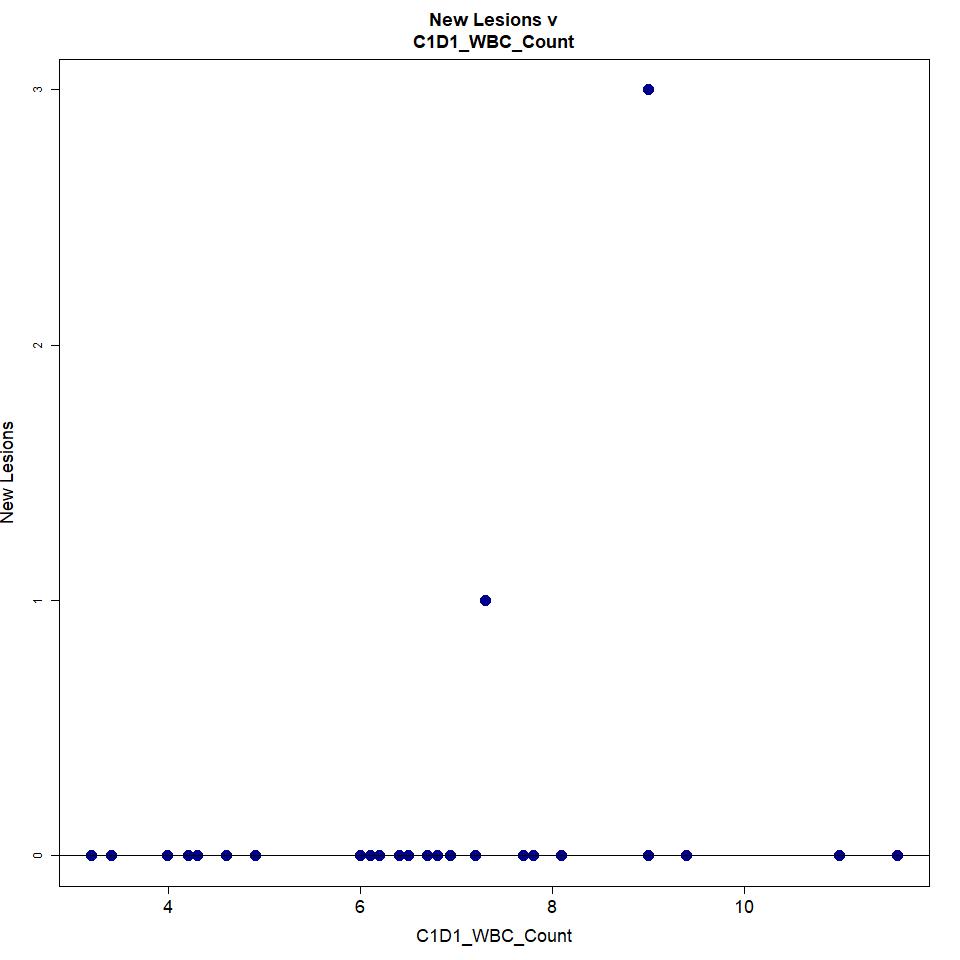 New Lesions v
C1D1_WBC_Count
3
2
1
0
New Lesions
4 6 8 10
C1D1_WBC_Count